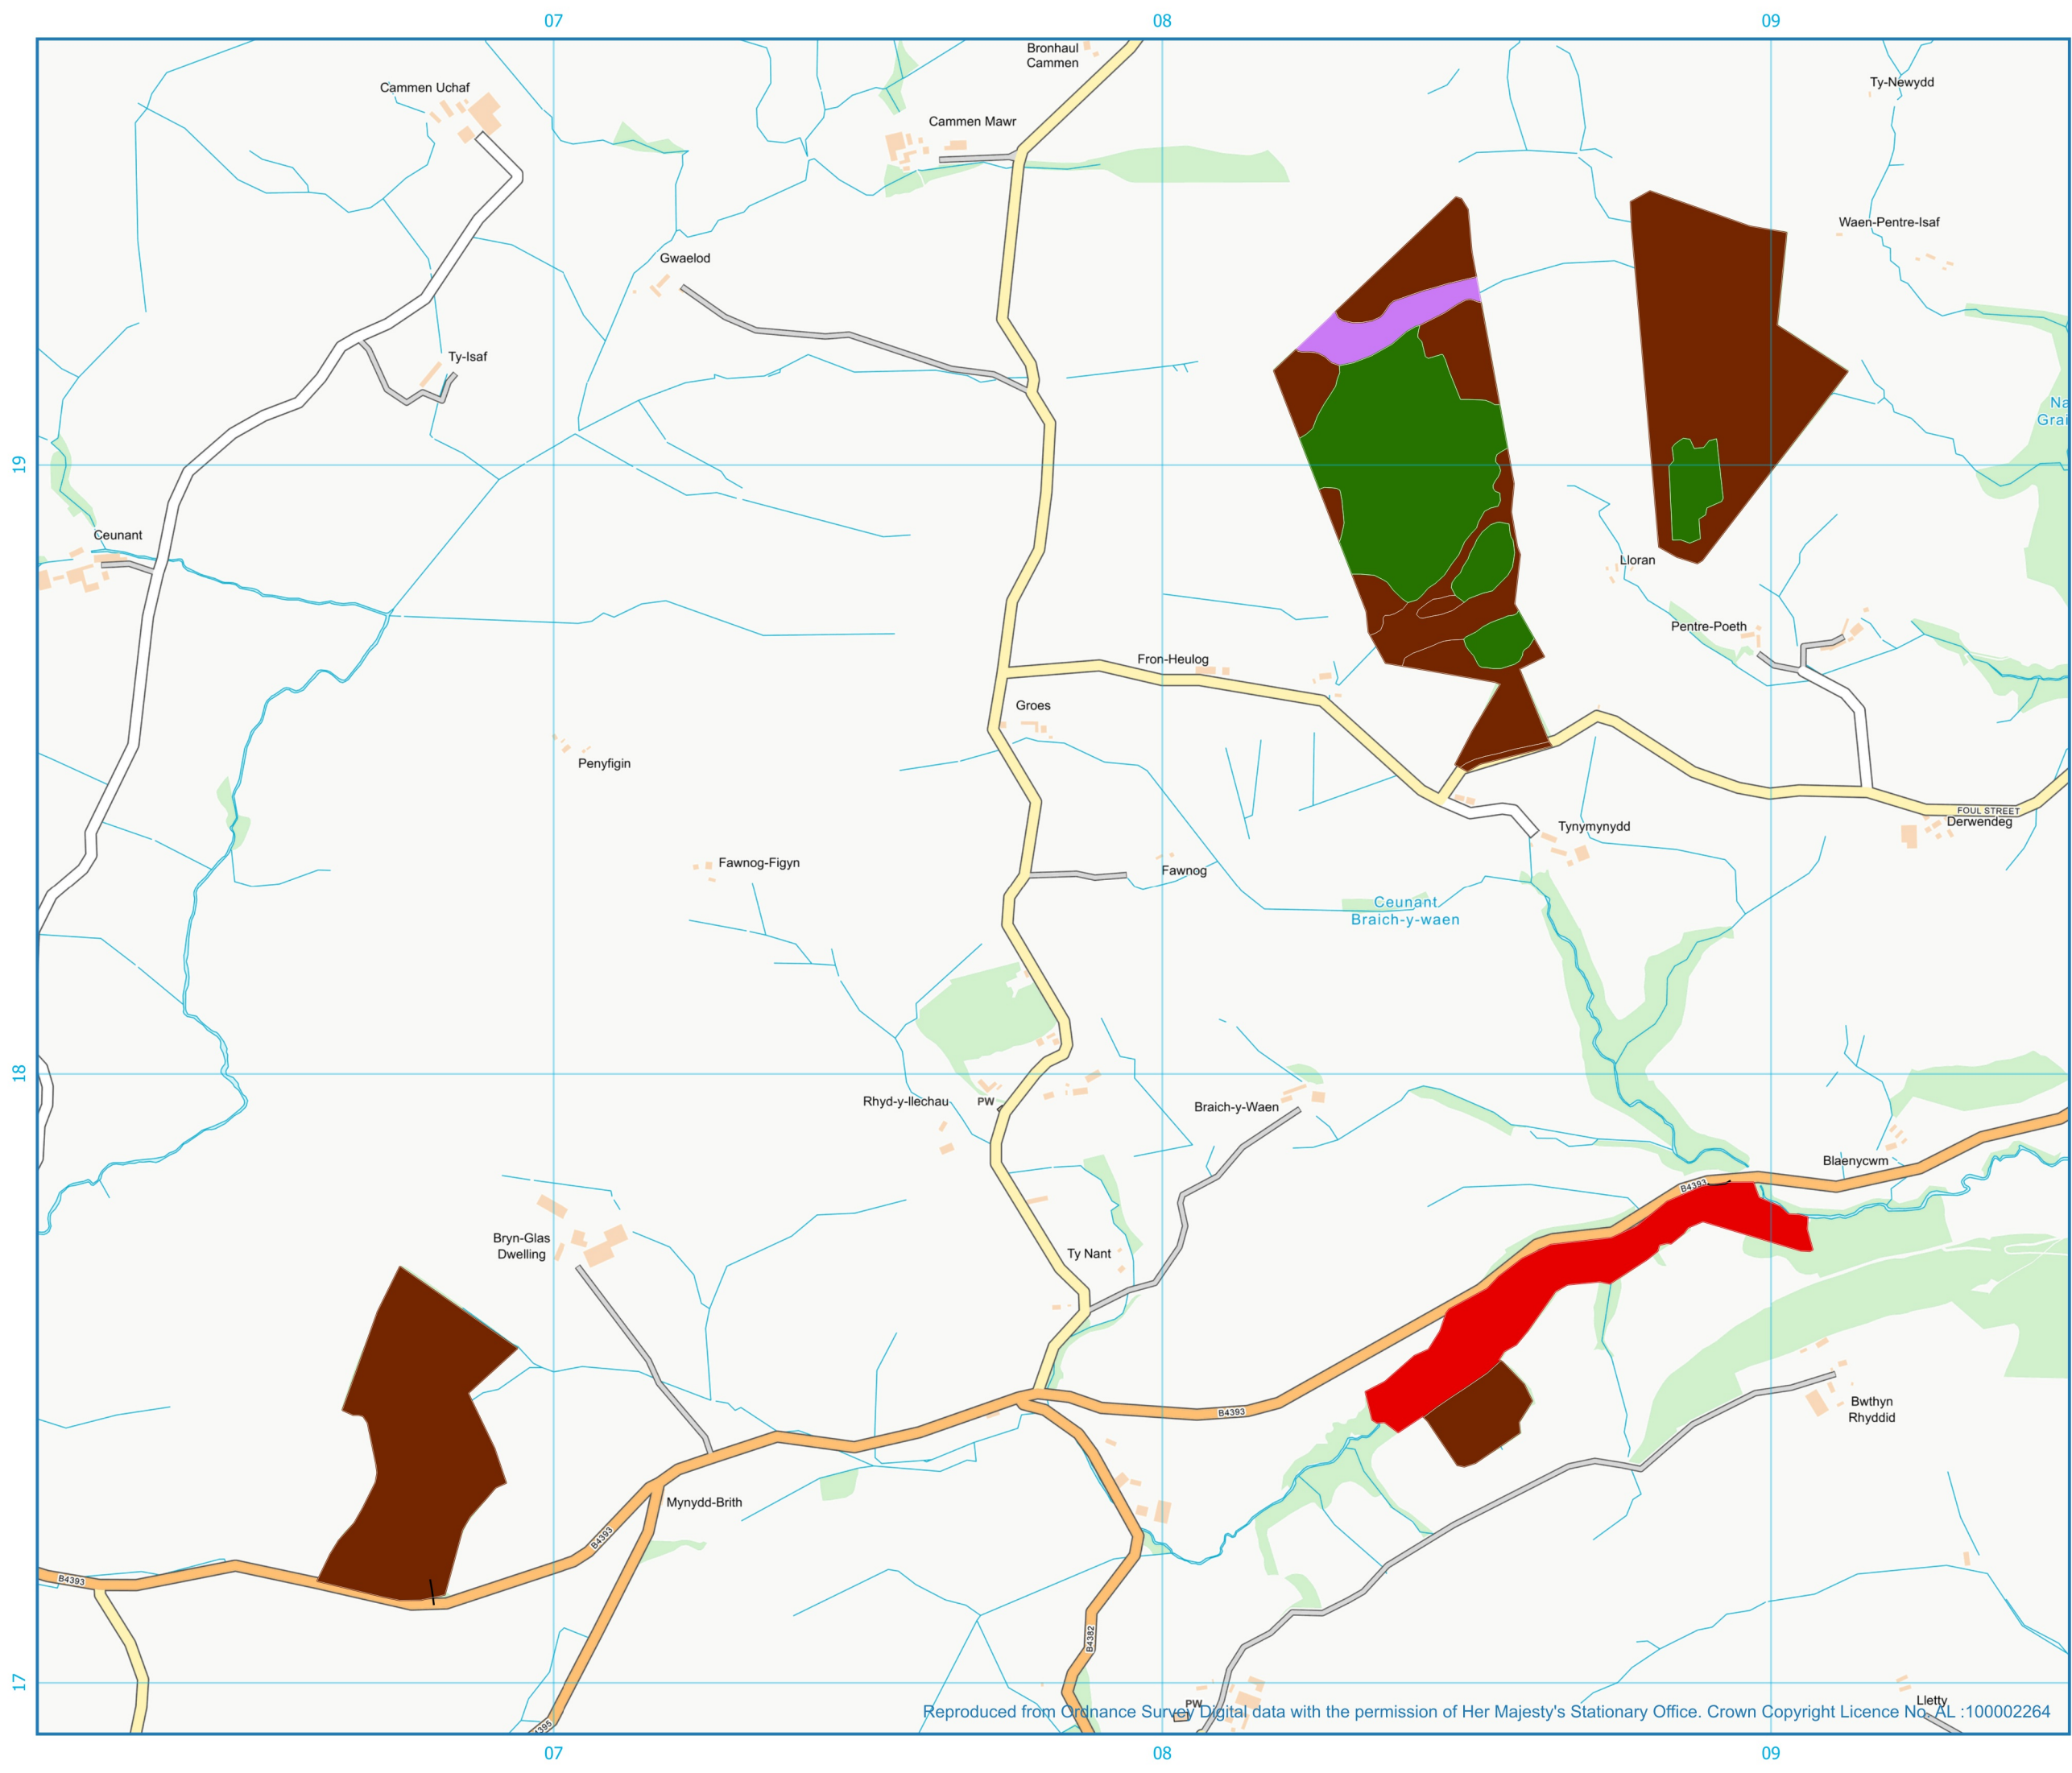 07
08
09
Bronhaul
Cammen
Cammen Uchaf
Ty-Newydd
Cammen Mawr
Waen-Pentre-Isaf
Gwaelod
Ty-Isaf
Na
Grai
19
19
Ceunant
Lloran
Pentre-Poeth
Fron-Heulog
Groes
Penyfigin
FOUL STREET
Derwendeg
Tynymynydd
Fawnog-Figyn
Fawnog
Ceunant
Braich-y-waen
18
Rhyd-y-llechau
PW
Braich-y-Waen
Blaenycwm
B4393
Bryn-Glas
Dwelling
Ty Nant
B4393
Bwthyn
Rhyddid
Mynydd-Brith
B4393
B4393
B4382
17
PW
Lletty
Reproduced from Ordnance Survey Digital data with the permission of Her Majesty's Stationary Office. Crown Copyright Licence No. AL :100002264
07
08
09